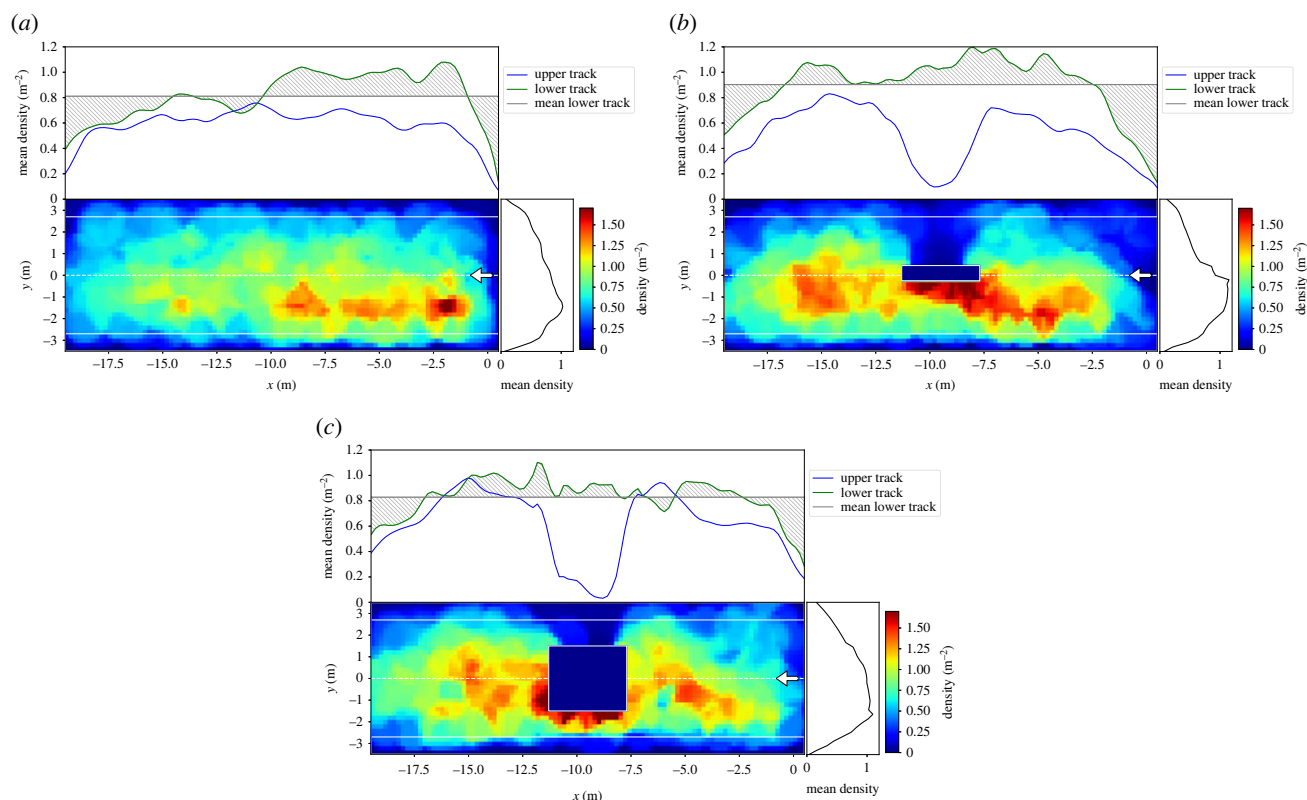 (a)
1.2
1.0
0.8
0.6
0.4
0.2
0
mean density (m⁻²)
upper track
lower track
mean lower track
3
2
1
0
−1
−2
−3
y (m)
−17.5 −15.0 −12.5 −10.0 −7.5 −5.0 −2.5 0
x (m)
0 1
mean density
1.50
1.25
1.00
0.75
0.50
0.25
0
density (m⁻²)
(b)
1.2
1.0
0.8
0.6
0.4
0.2
0
mean density (m⁻²)
upper track
lower track
mean lower track
3
2
1
0
−1
−2
−3
y (m)
−17.5 −15.0 −12.5 −10.0 −7.5 −5.0 −2.5 0
x (m)
0 1
mean density
1.50
1.25
1.00
0.75
0.50
0.25
0
density (m⁻²)
(c)
1.2
1.0
0.8
0.6
0.4
0.2
0
mean density (m⁻²)
upper track
lower track
mean lower track
3
2
1
0
−1
−2
−3
y (m)
−17.5 −15.0 −12.5 −10.0 −7.5 −5.0 −2.5 0
x (m)
0 1
mean density
1.50
1.25
1.00
0.75
0.50
0.25
0
density (m⁻²)